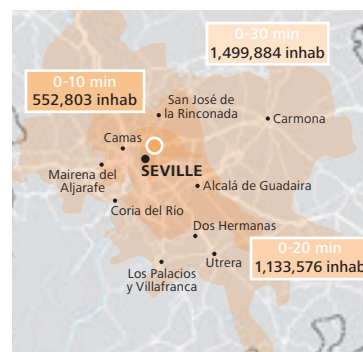 0-30 min
1,499,884 inhab
0-10 min
552,803 inhab
San José de
la Rinconada
Carmona
Camas
SEVILLE
Mairena del
Aljarafe
Alcalá de Guadaira
Coria del Río
Dos Hermanas
0-20 min
1,133,576 inhab
Utrera
Los Palacios
y Villafranca